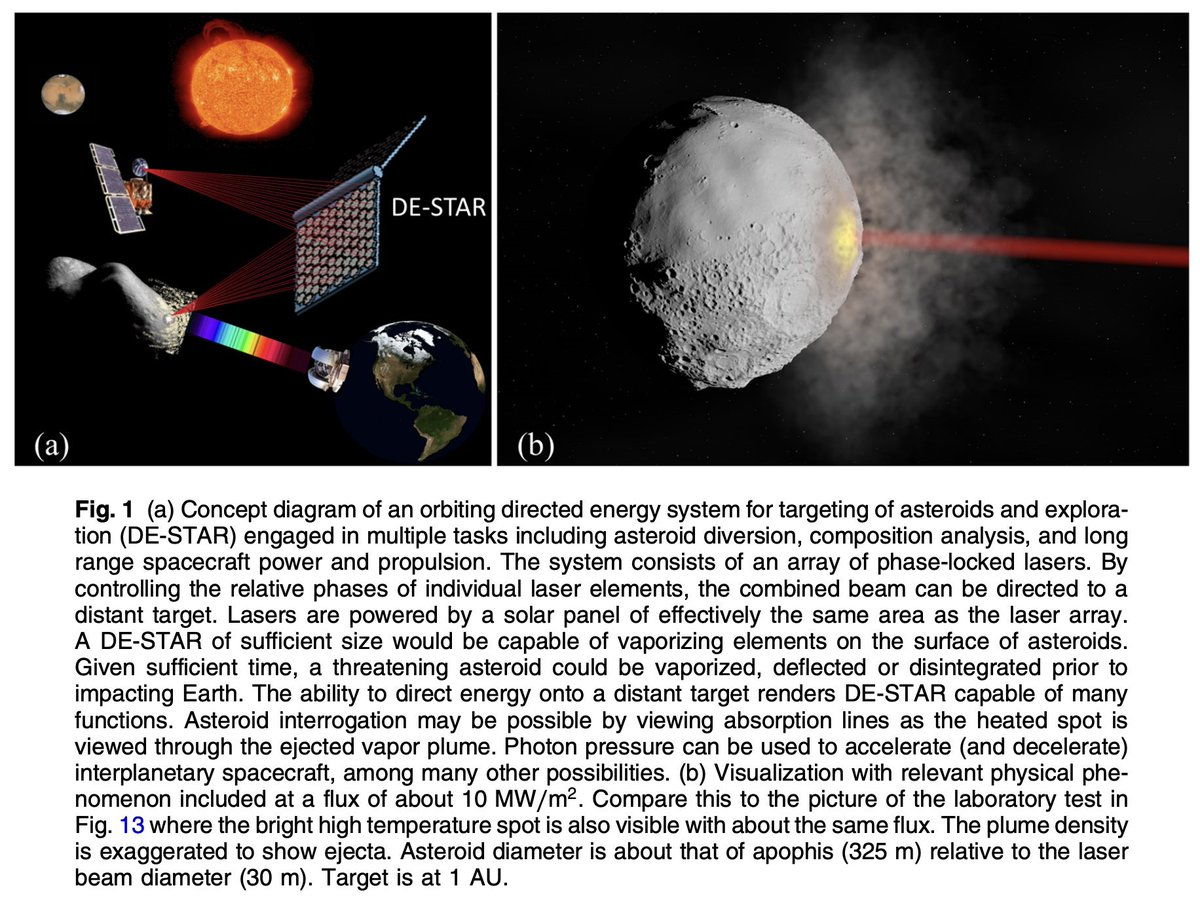 DE-STAR
(a)
(b)
Fig. 1 (a) Concept diagram of an orbiting directed energy system for targeting of asteroids and explora-
tion (DE-STAR) engaged in multiple tasks including asteroid diversion, composition analysis, and long
range spacecraft power and propulsion. The system consists of an array of phase-locked lasers. By
controlling the relative phases of individual laser elements, the combined beam can be directed to a
distant target. Lasers are powered by a solar panel of effectively the same area as the laser array.
A DE-STAR of sufficient size would be capable of vaporizing elements on the surface of asteroids.
Given sufficient time, a threatening asteroid could be vaporized, deflected or disintegrated prior to
impacting Earth. The ability to direct energy onto a distant target renders DE-STAR capable of many
functions. Asteroid interrogation may be possible by viewing absorption lines as the heated spot is
viewed through the ejected vapor plume. Photon pressure can be used to accelerate (and decelerate)
interplanetary spacecraft, among many other possibilities. (b) Visualization with relevant physical phe-
nomenon included at a flux of about 10 MW/m². Compare this to the picture of the laboratory test in
Fig. 13 where the bright high temperature spot is also visible with about the same flux. The plume density
is exaggerated to show ejecta. Asteroid diameter is about that of apophis (325 m) relative to the laser
beam diameter (30 m). Target is at 1 AU.